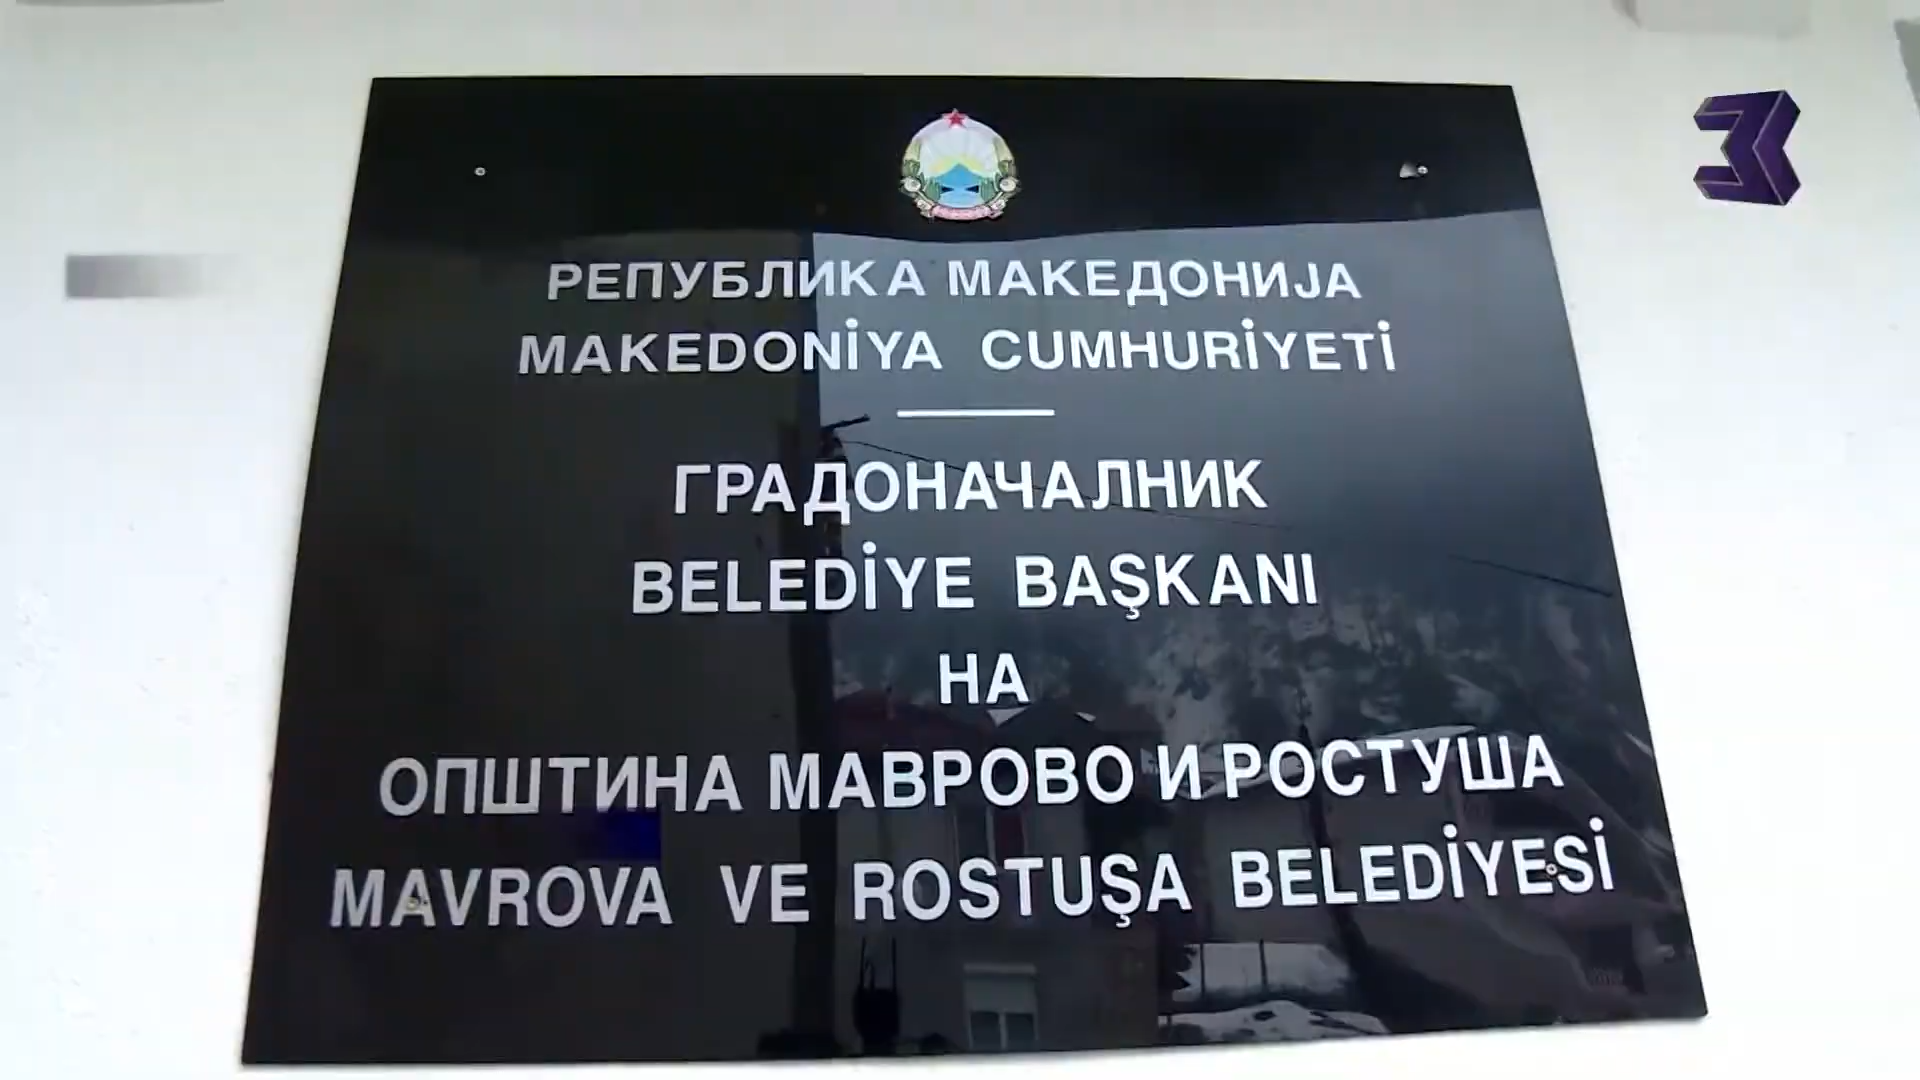 РЕПУБЛИКА МАКЕДОНИЈА
MAKEDONİYA CUMHURİYETİ
ГРАДОНАЧАЛНИК
BELEDİYE BAŞKANI
НА
ОПШТИНА МАВРОВО И РОСТУША
MAVROVA VE ROSTUŞA BELEDİYESİ